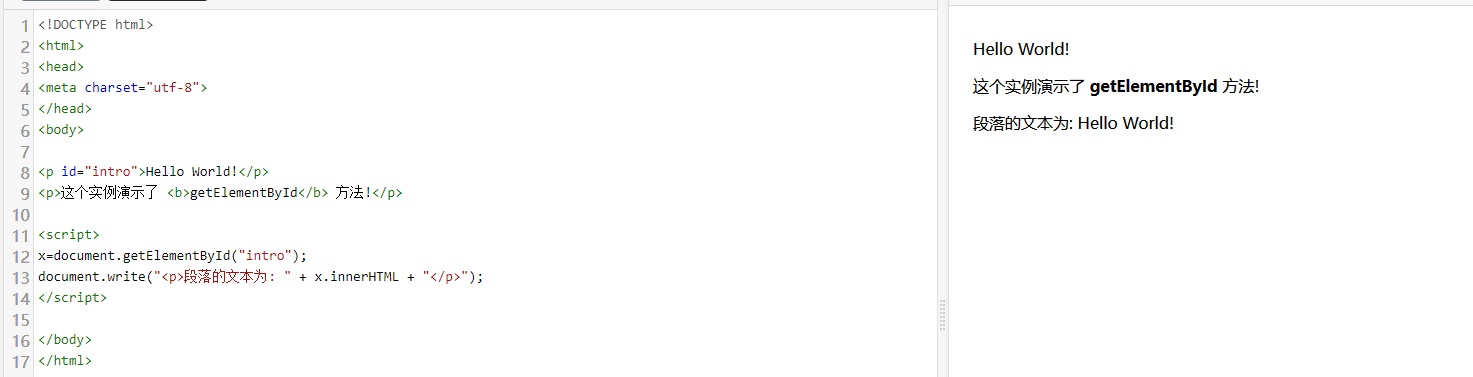 1 <!DOCTYPE html>
2 <html>
3 <head>
4 <meta charset="utf-8">
5 </head>
6 <body>
7
8 <p id="intro">Hello World!</p>
9 <p>这个实例演示了 <b>getElementById</b> 方法!</p>
10
11 <script>
12 x=document.getElementById("intro");
13 document.write("<p>段落的文本为: " + x.innerHTML + "</p>");
14 </script>
15
16 </body>
17 </html>
Hello World!
这个实例演示了 getElementById 方法!
段落的文本为: Hello World!